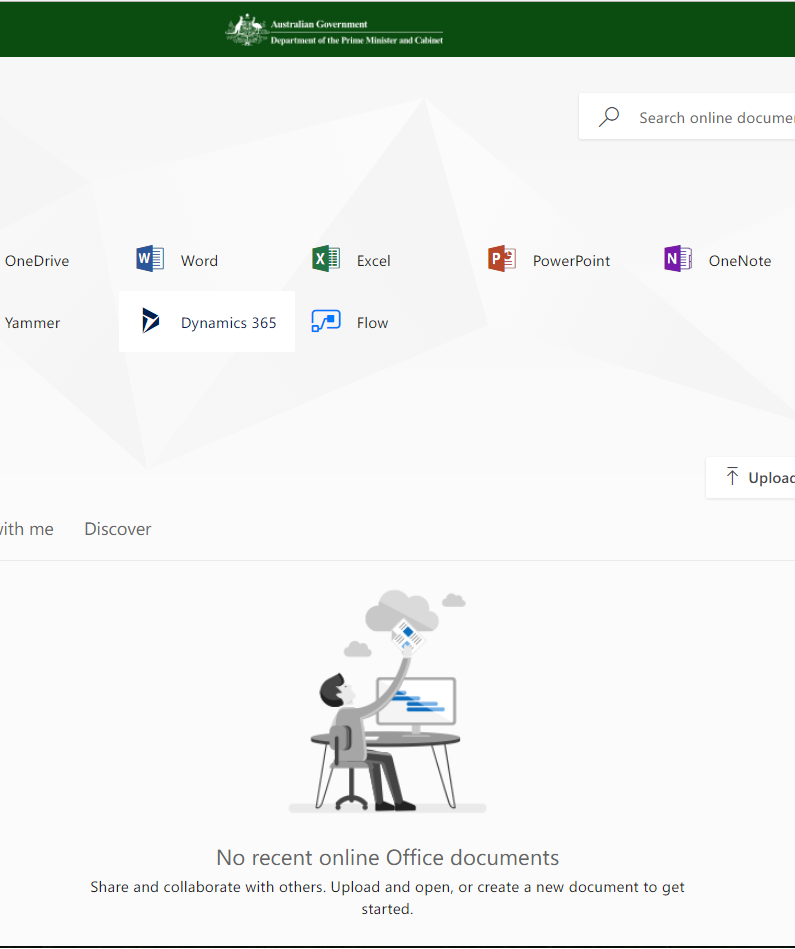 Australian Government
Department of the Prime Minister and Cabinet
Search online docume
OneDrive
Word
Excel
PowerPoint
OneNote
Yammer
Dynamics 365
Flow
Upload
with me
Discover
No recent online Office documents
Share and collaborate with others. Upload and open, or create a new document to get
started.